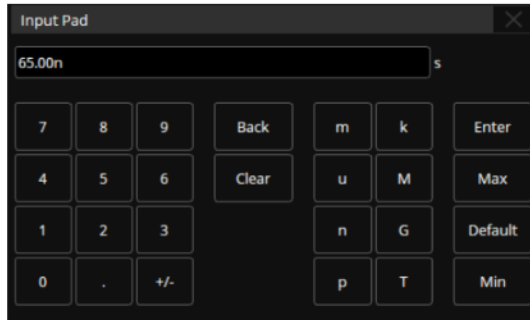 Input Pad
65.00n s
7 8 9 Back m k Enter
4 5 6 Clear u M Max
1 2 3 n G Default
0 . +/- p T Min